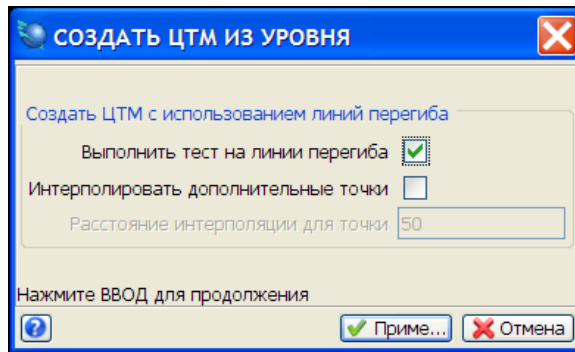 СОЗДАТЬ ЦТМ ИЗ УРОВНЯ
Создать ЦТМ с использованием линий перегиба
Выполнить тест на линии перегиба
Интерполировать дополнительные точки
Расстояние интерполяции для точки 50
Нажмите ВВОД для продолжения
? Приме... Отмена